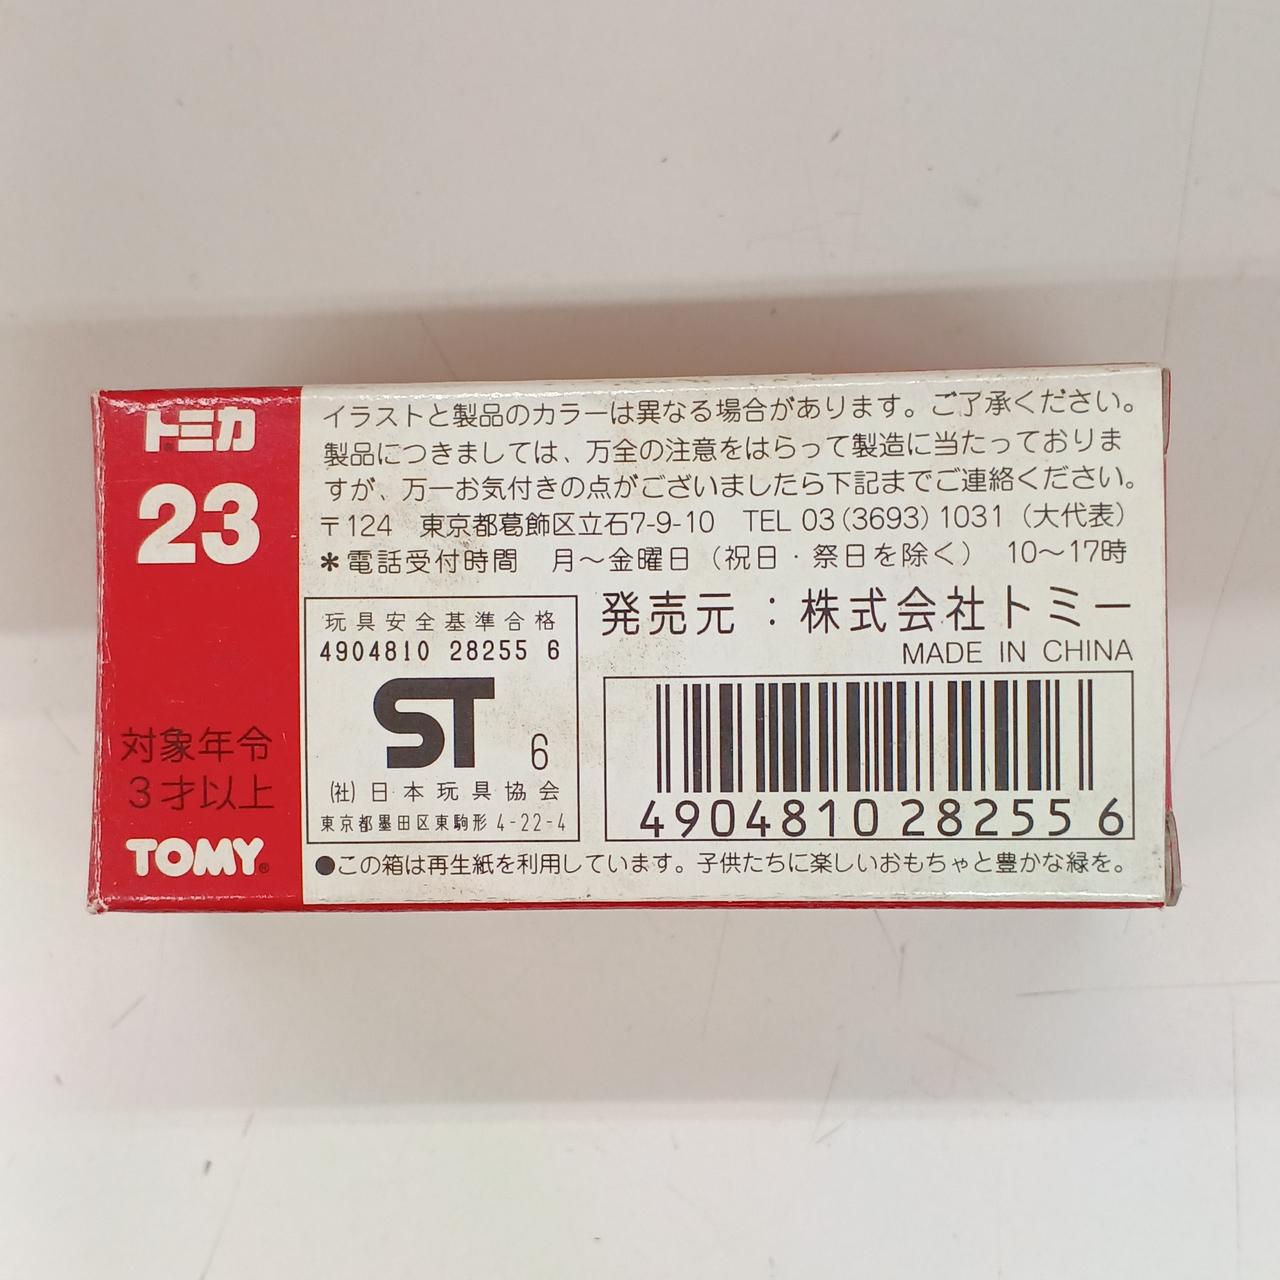 トミカ
23
対象年令
3才以上
TOMY®
イラストと製品のカラーは異なる場合があります。ご了承ください。
製品につきましては、万全の注意をはらって製造に当たっておりま
すが、万一お気付きの点がございましたら下記までご連絡ください。
〒124 東京都葛飾区立石7-9-10 TEL 03(3693)1031(大代表)
＊電話受付時間 月～金曜日(祝日・祭日を除く) 10～17時
玩具安全基準合格
4904810 28255 6
ST 6
(社)日本玩具協会
東京都墨田区東駒形4-22-4
発売元：株式会社トミー
MADE IN CHINA
4904810 28255 6
●この箱は再生紙を利用しています。子供たちに楽しいおもちゃと豊かな緑を。